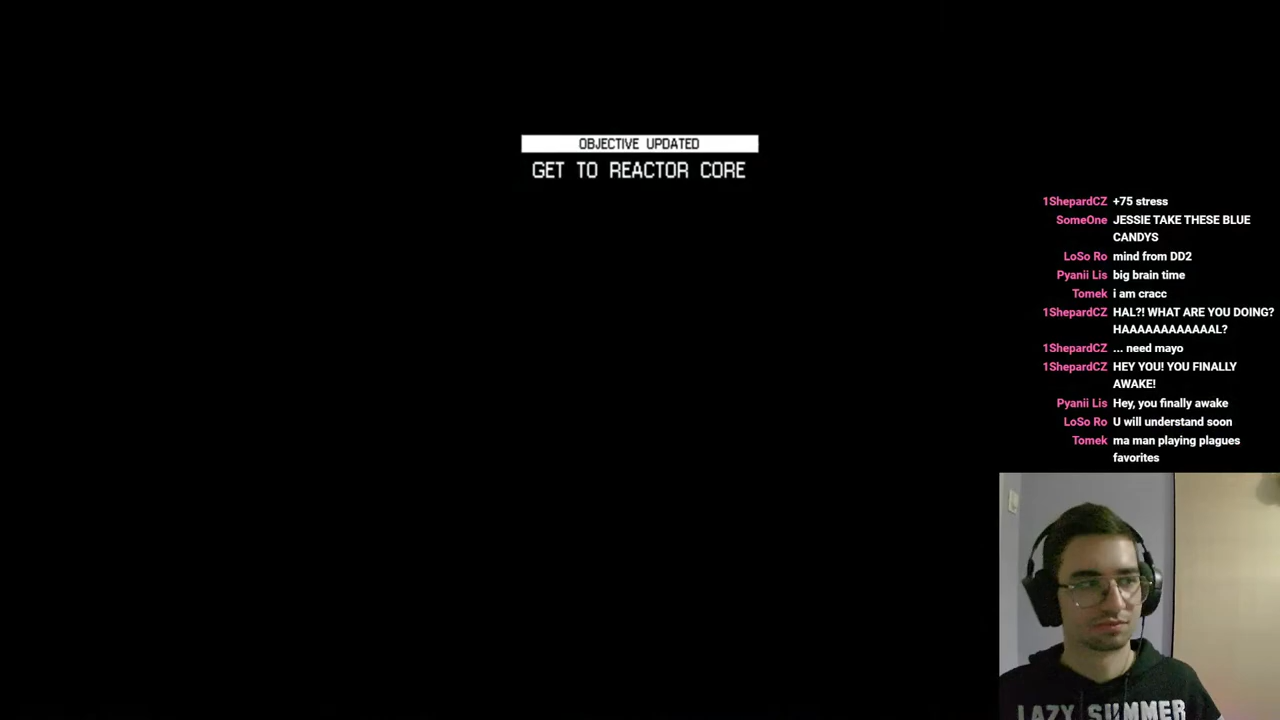 OBJECTIVE UPDATED
GET TO REACTOR CORE
1ShepardCZ +75 stress
SomeOne JESSIE TAKE THESE BLUE
CANDYS
LoSo Ro mind from DD2
Pyanii Lis big brain time
Tomek i am cracc
1ShepardCZ HAL?! WHAT ARE YOU DOING?
HAAAAAAAAAAAL?
1ShepardCZ ... need mayo
1ShepardCZ HEY YOU! YOU FINALLY
AWAKE!
Pyanii Lis Hey, you finally awake
LoSo Ro U will understand soon
Tomek ma man playing plagues
favorites
LAZY SUMMER